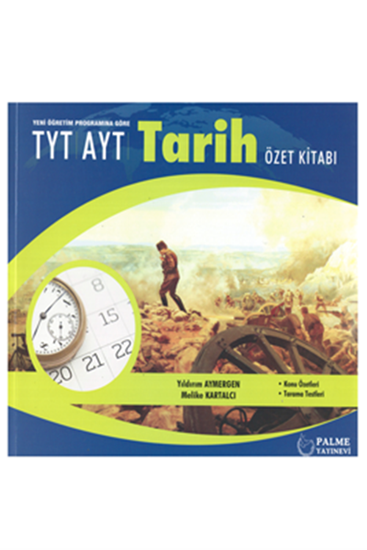 YENİ ÖĞRETİM PROGRAMINA GÖRE
TYT AYT Tarih ÖZET KİTABI
8
14 15
20 21 22
Yıldırım AYMERGEN
Melike KARTALCI
• Konu Özetleri
• Tarama Testleri
PALME
YAYINEVİ